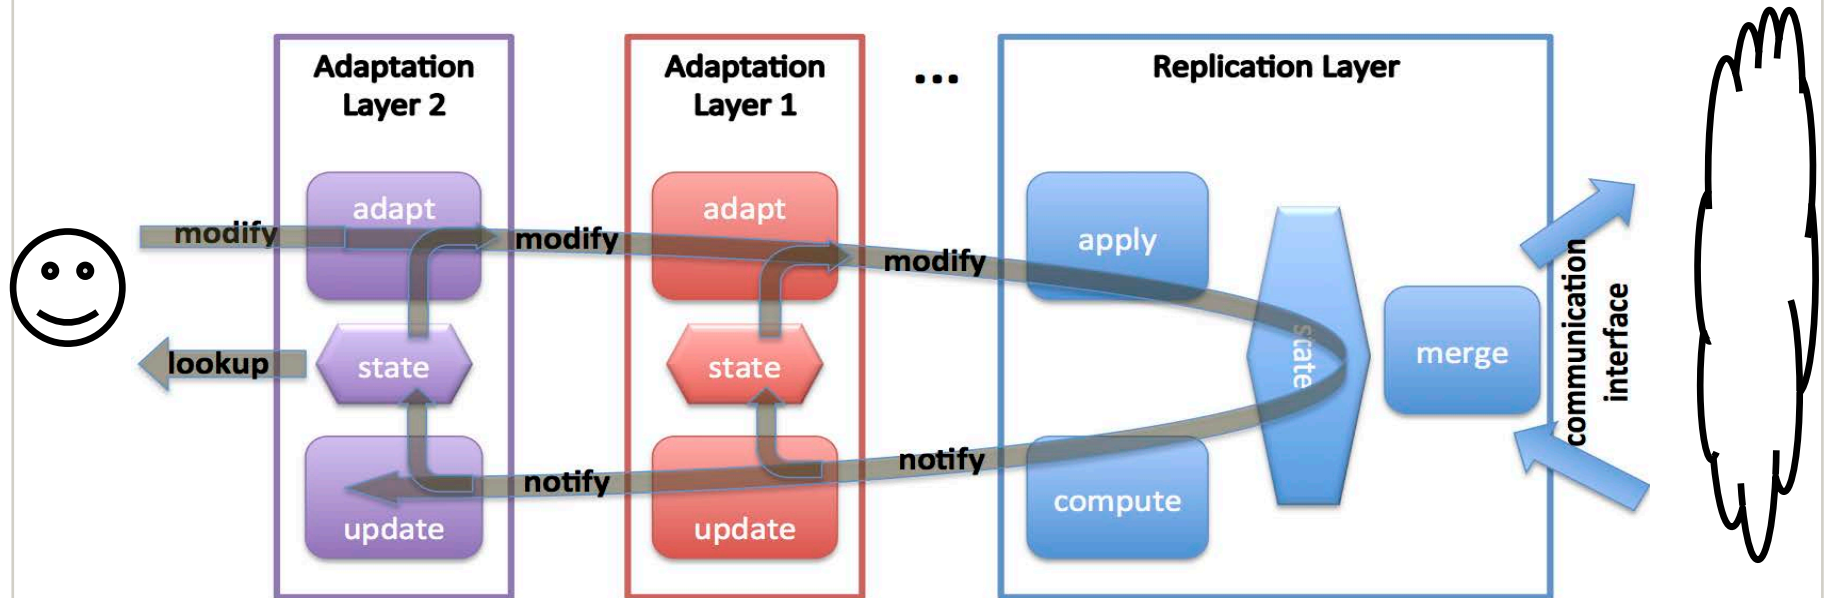 Adaptation
Layer 2
Adaptation
Layer 1
...
Replication Layer
adapt
adapt
apply
modify
modify
modify
state
state
state
merge
lookup
communication
interface
notify
notify
update
update
compute